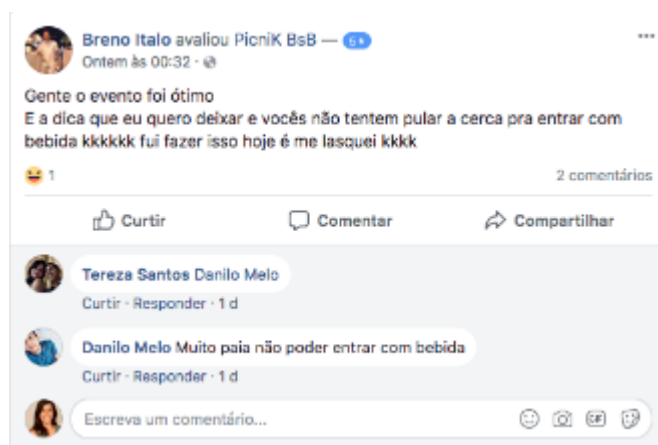 Breno Italo avaliou PicniK BsB — 5★
Ontem às 00:32 ·
Gente o evento foi ótimo
E a dica que eu quero deixar e vocês não tentem pular a cerca pra entrar com
bebida kkkkkk fui fazer isso hoje é me lasquei kkkk
1
2 comentários
Curtir
Comentar
Compartilhar
Tereza Santos Danilo Melo
Curtir · Responder · 1 d
Danilo Melo Muito paia não poder entrar com bebida
Curtir · Responder · 1 d
Escreva um comentário...
GIF